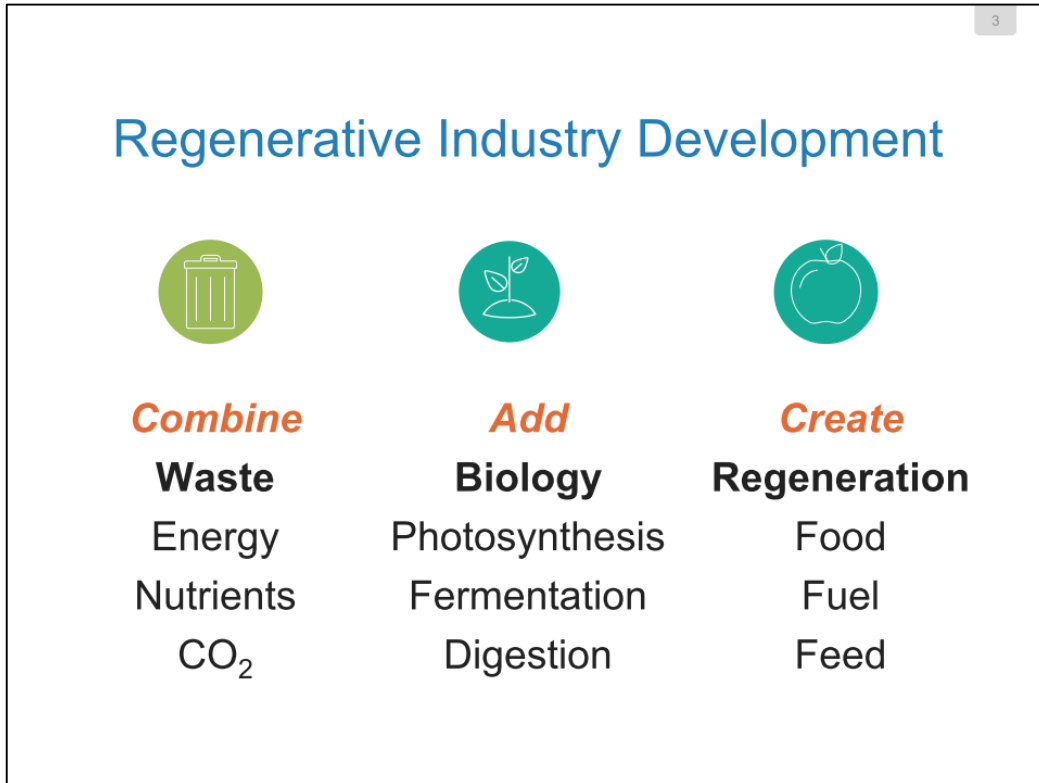 3
Regenerative Industry Development
Combine
Waste
Energy
Nutrients
CO₂
Add
Biology
Photosynthesis
Fermentation
Digestion
Create
Regeneration
Food
Fuel
Feed